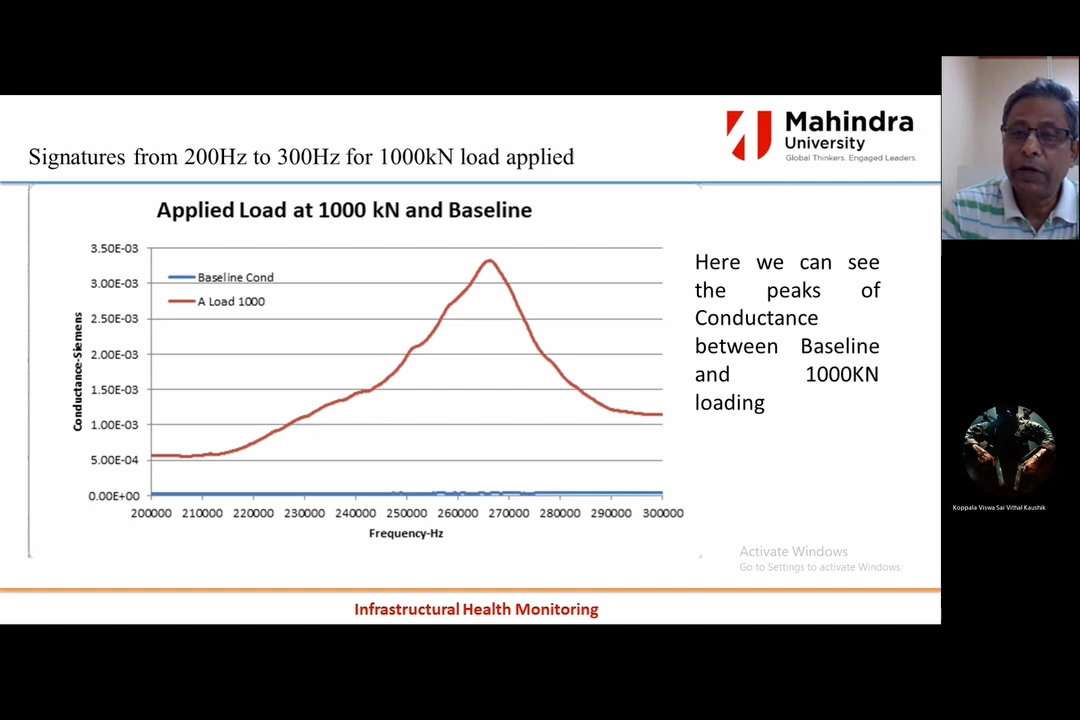 Mahindra
University
Global Thinkers. Engaged Leaders.
Signatures from 200Hz to 300Hz for 1000kN load applied
Applied Load at 1000 kN and Baseline
3.50E-03
3.00E-03
2.50E-03
2.00E-03
1.50E-03
1.00E-03
5.00E-04
0.00E+00
Conductance-Siemens
Baseline Cond
A Load 1000
200000 210000 220000 230000 240000 250000 260000 270000 280000 290000 300000
Frequency-Hz
Here we can see
the peaks of
Conductance
between Baseline
and 1000KN
loading
Activate Windows
Go to Settings to activate Windows.
Infrastructural Health Monitoring
Koppala Viswa Sai Vithal Kaushik